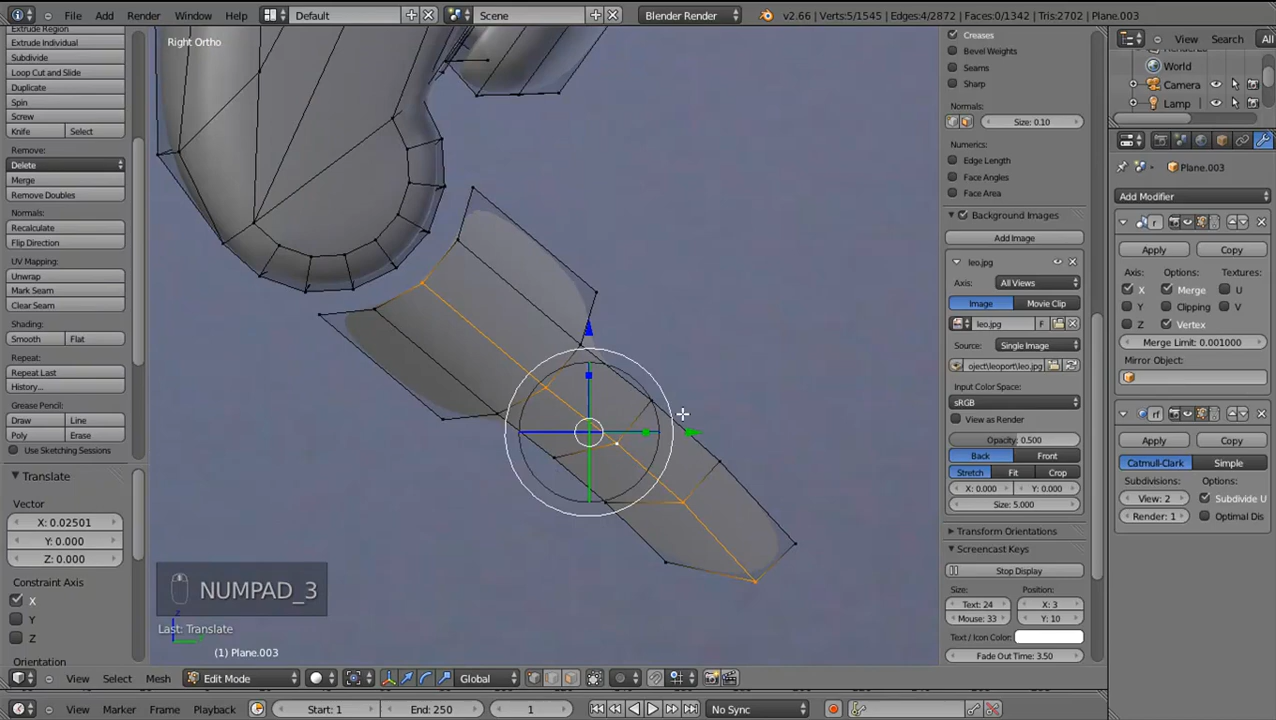 File Add Render Window Help Default Scene Blender Render v2.66 | Verts:5/1545 | Edges:4/2872 | Faces:0/1342 | Tris:2702 | Plane.003
Extrude Region
Extrude Individual
Subdivide
Loop Cut and Slide
Duplicate
Spin
Screw
Knife Select
Remove:
Delete
Merge
Remove Doubles
Normals:
Recalculate
Flip Direction
UV Mapping:
Unwrap
Mark Seam
Clear Seam
Shading:
Smooth Flat
Repeat:
Repeat Last
History...
Grease Pencil:
Draw Line
Poly Erase
Use Sketching Sessions
Translate
Vector
X: 0.02501
Y: 0.000
Z: 0.000
Constraint Axis
X
Y
Z
Orientation
Right Ortho
NUMPAD_3
Last: Translate
(1) Plane.003
Creases
Bevel Weights
Seams
Sharp
Normals:
Size: 0.10
Numerics:
Edge Length
Face Angles
Face Area
Background Images
Add Image
leo.jpg
Axis: All Views
Image Movie Clip
leo.jpg F
Source: Single Image
oject\leoport\leo.jpg
Input Color Space:
sRGB
View as Render
Opacity: 0.500
Back Front
Stretch Fit Crop
X: 0.000 Y: 0.000
Size: 5.000
Transform Orientations
Screencast Keys
Stop Display
Size: Position:
Text: 24 X: 3
Mouse: 33 Y: 10
Text / Icon Color:
Fade Out Time: 3.50
View Search All
World
Camera
Lamp
Plane.003
Add Modifier
Apply Copy
Axis: Options: Textures:
X Merge U
Y Clipping V
Z Vertex
Merge Limit: 0.001000
Mirror Object:
Apply Copy
Catmull-Clark Simple
Subdivisions: Options:
View: 2 Subdivide U
Render: 1 Optimal Dis
View Select Mesh Edit Mode Global
View Marker Frame Playback Start: 1 End: 250 1 No Sync